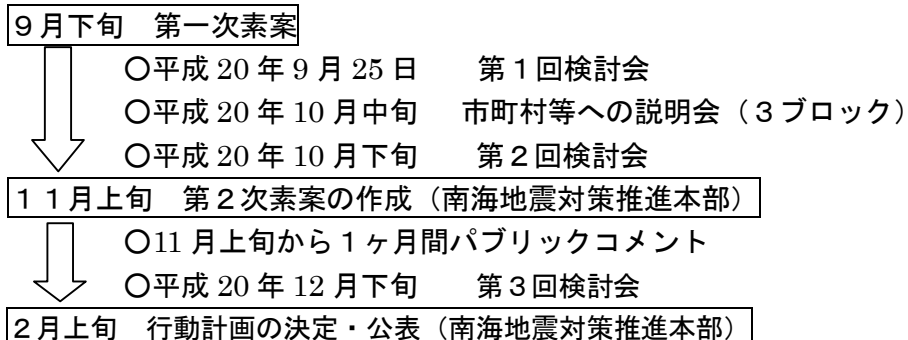 ９月下旬　第一次素案
○平成 20 年 9 月 25 日　　第１回検討会
○平成 20 年 10 月中旬　　市町村等への説明会（３ブロック）
○平成 20 年 10 月下旬　　第２回検討会
１１月上旬　第２次素案の作成（南海地震対策推進本部）
○11 月上旬から１ヶ月間パブリックコメント
○平成 20 年 12 月下旬　　第３回検討会
２月上旬　行動計画の決定・公表（南海地震対策推進本部）